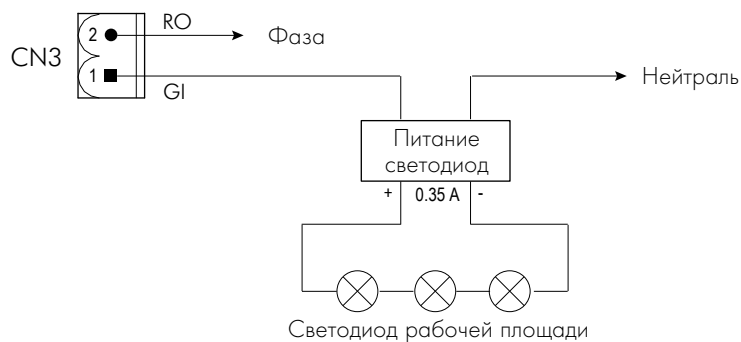 RO
2
Фаза
CN3
1
Нейтраль
GI
Питание
светодиод
+ 0.35 A -
Светодиод рабочей площади